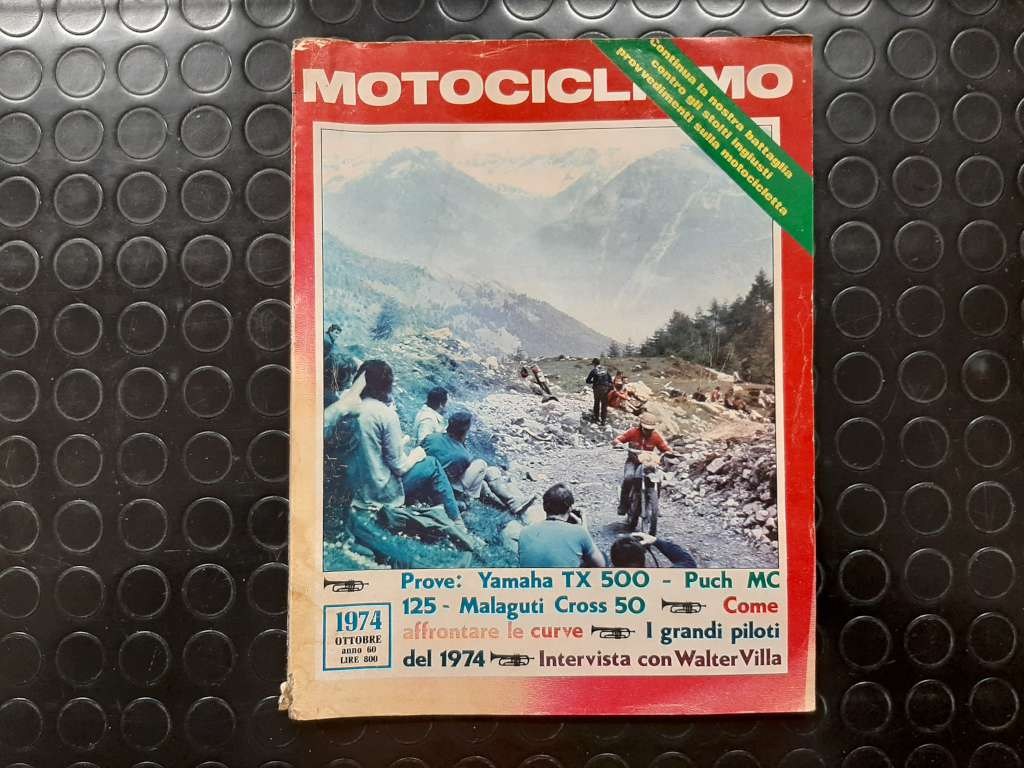 MOTOCICLISMO
Continua la nostra battaglia
contro gli stolti ingiusti
provvedimenti sulla motocicletta
Prove: Yamaha TX 500 - Puch MC
125 - Malaguti Cross 50 Come
affrontare le curve I grandi piloti
del 1974 Intervista con Walter Villa
1974
OTTOBRE
anno 60
LIRE 800